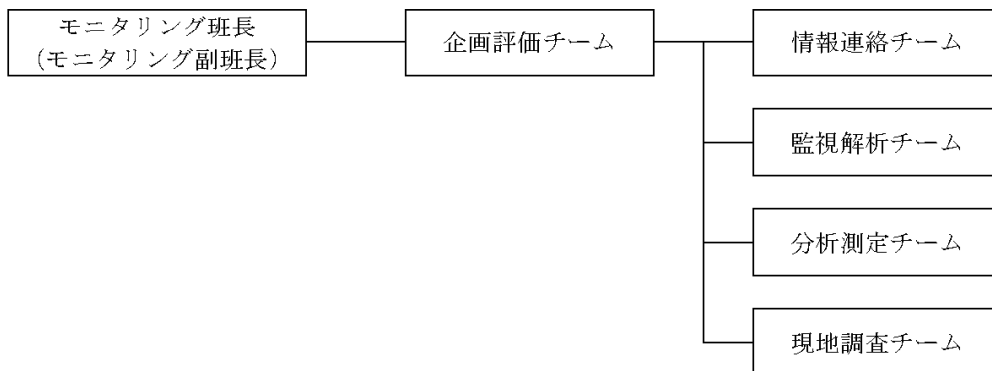 モニタリング班長
(モニタリング副班長)
企画評価チーム
情報連絡チーム
監視解析チーム
分析測定チーム
現地調査チーム